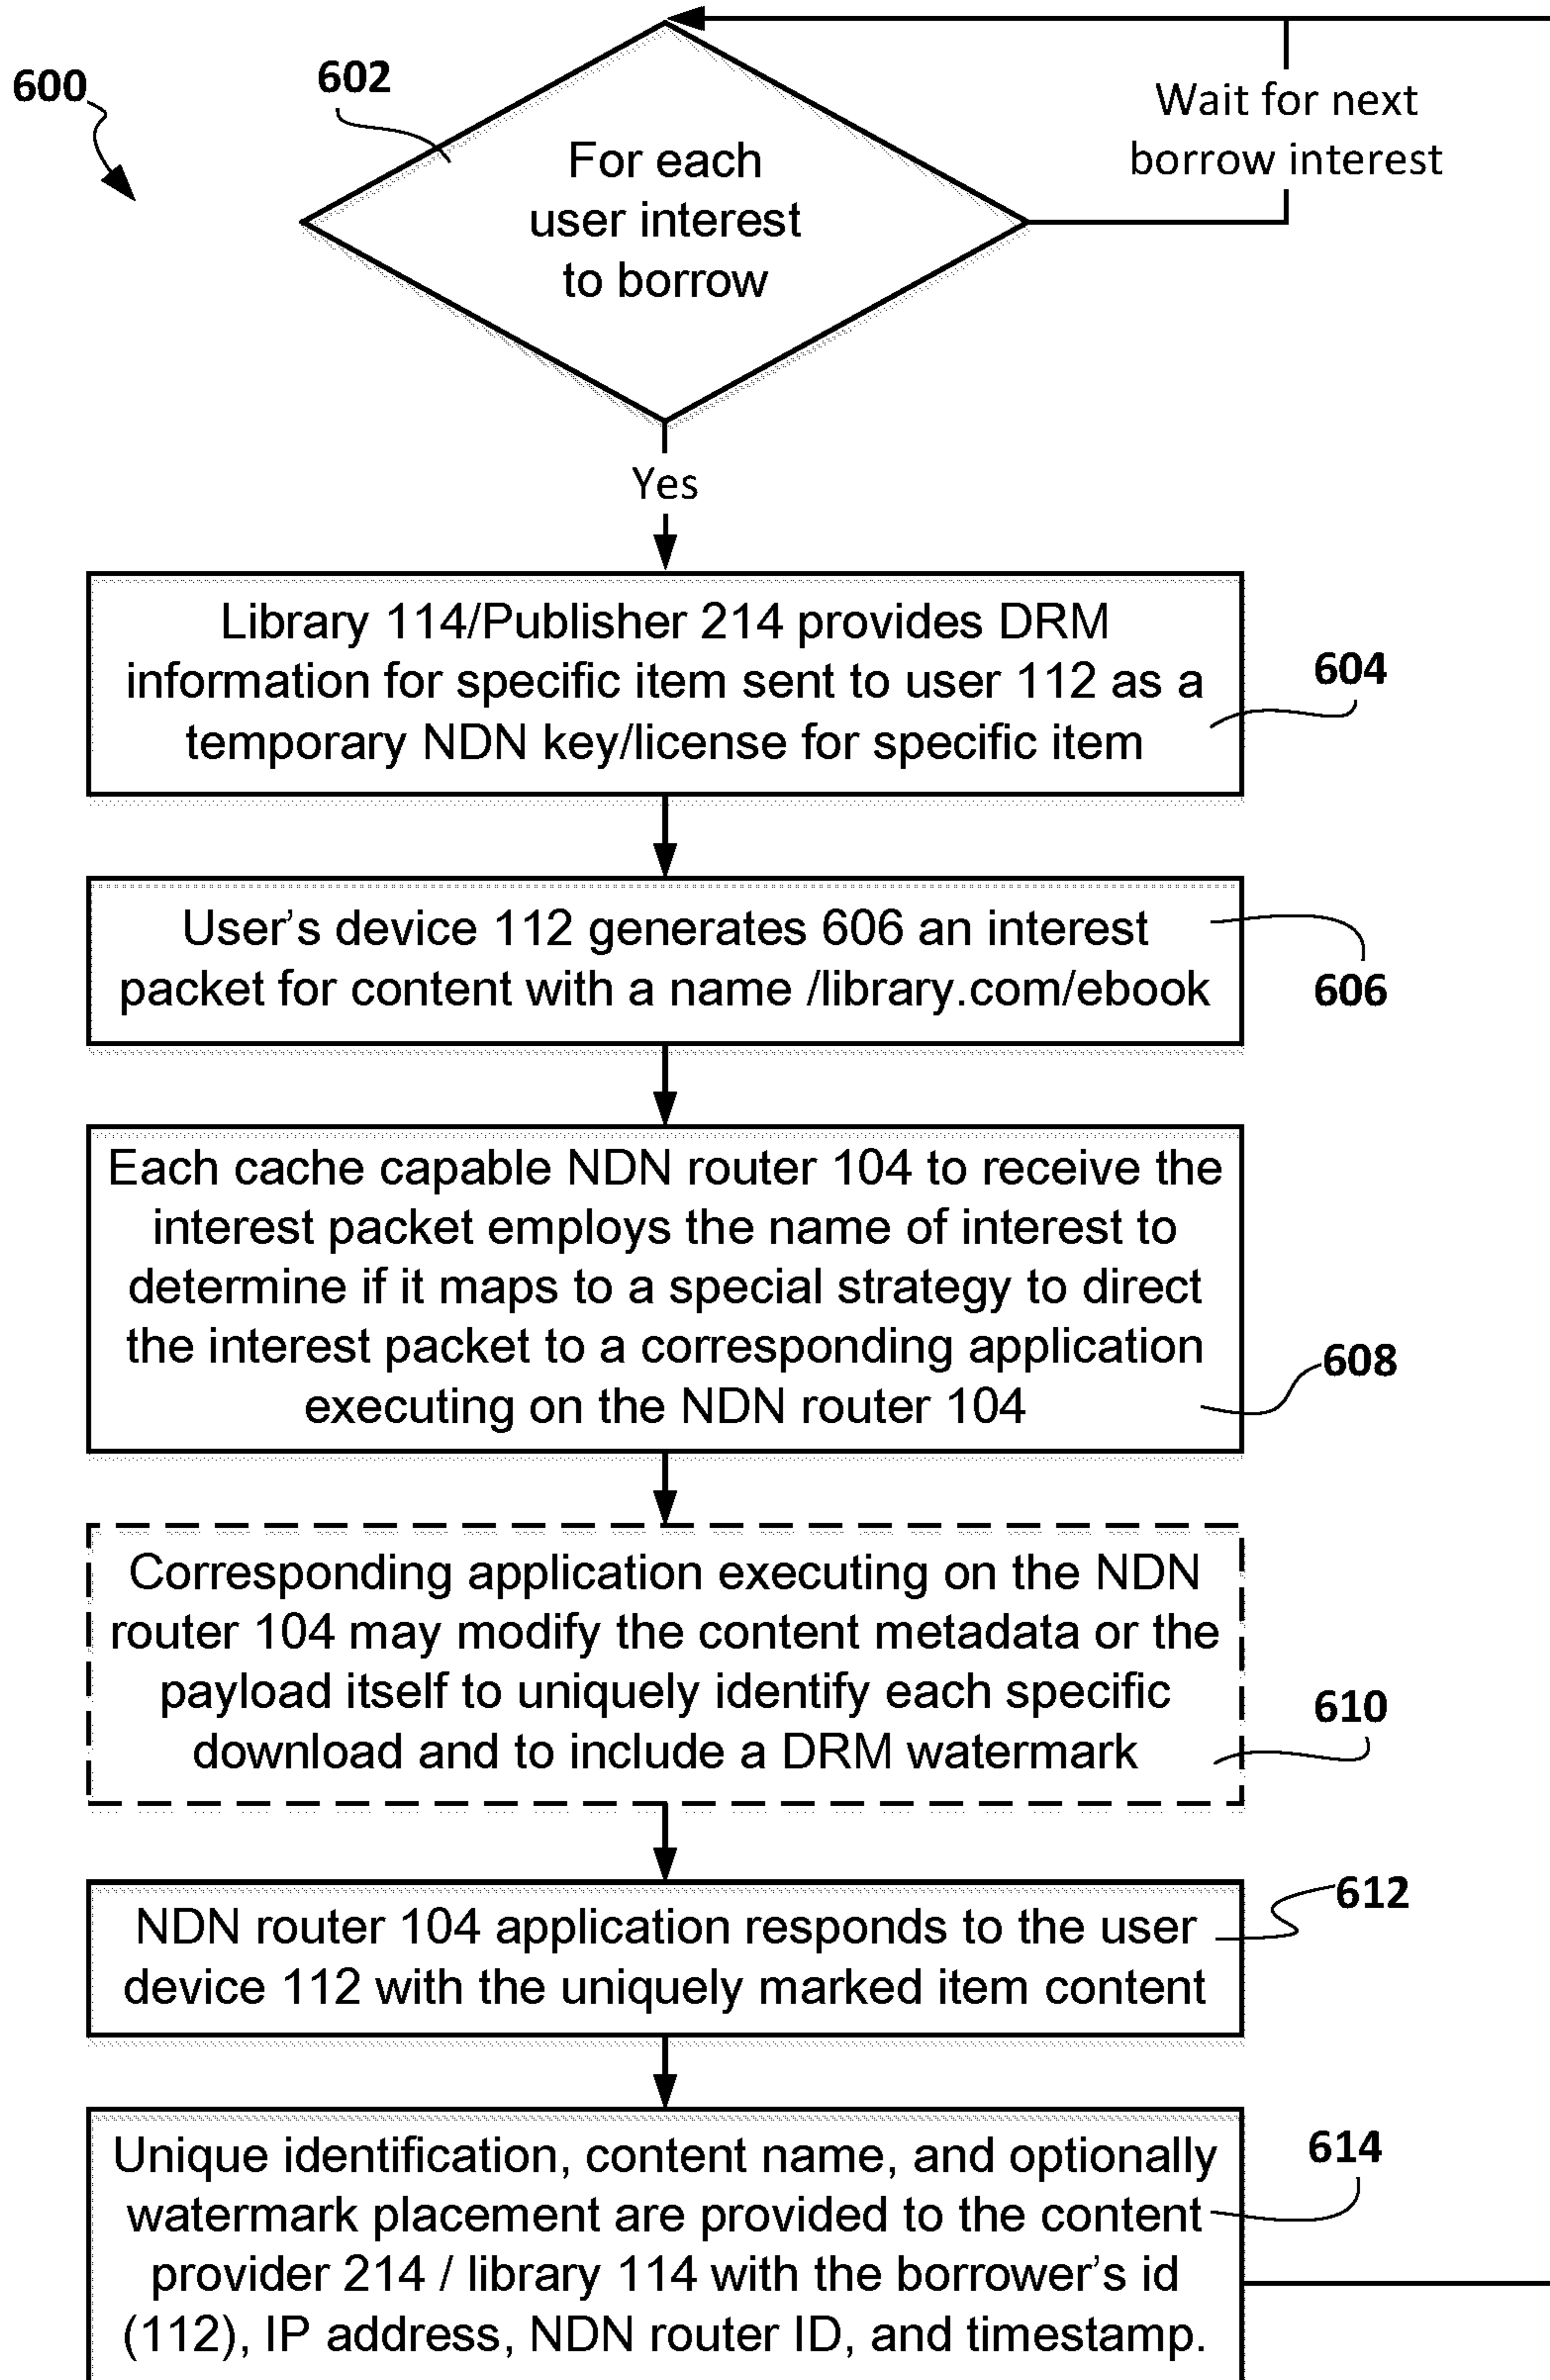 600
602
For each
user interest
to borrow
Wait for next
borrow interest
Yes
Library 114/Publisher 214 provides DRM
information for specific item sent to user 112 as a
temporary NDN key/license for specific item
604
User’s device 112 generates 606 an interest
packet for content with a name /library.com/ebook
606
Each cache capable NDN router 104 to receive the
interest packet employs the name of interest to
determine if it maps to a special strategy to direct
the interest packet to a corresponding application
executing on the NDN router 104
608
Corresponding application executing on the NDN
router 104 may modify the content metadata or the
payload itself to uniquely identify each specific
download and to include a DRM watermark
610
NDN router 104 application responds to the user
device 112 with the uniquely marked item content
612
Unique identification, content name, and optionally
watermark placement are provided to the content
provider 214 / library 114 with the borrower’s id
(112), IP address, NDN router ID, and timestamp.
614